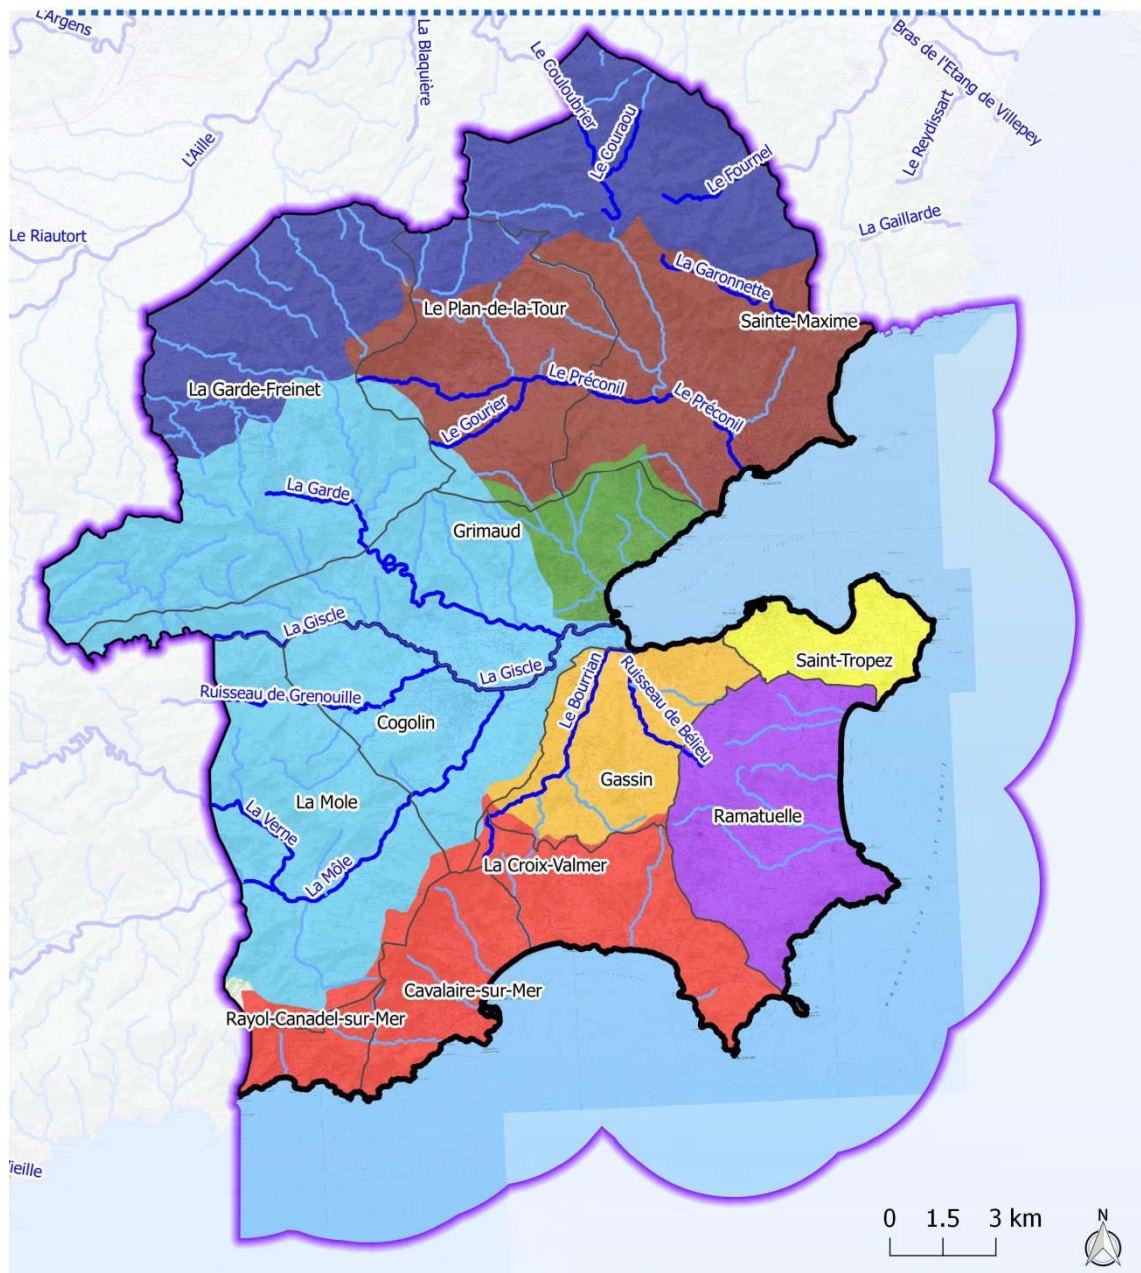 L'Argens
La Blaquière
Le Couloubrier
Le Couraou
Bras de l'Etang de Villepey
Le Reydissart
L'Aille
Le Fournel
La Gaillarde
Le Riautort
La Garonnette
Le Plan-de-la-Tour
Sainte-Maxime
La Garde-Freinet
Le Préconil
Le Préconil
Le Gourier
La Garde
Grimaud
La Giscle
La Giscle
Saint-Tropez
Le Bourrian
Ruisseau de Bélieu
Ruisseau de Grenouille
Cogolin
Gassin
La Mole
Ramatuelle
La Verne
La Môle
La Croix-Valmer
Cavalaire-sur-Mer
Rayol-Canadel-sur-Mer
ieille
0 1.5 3 km
N